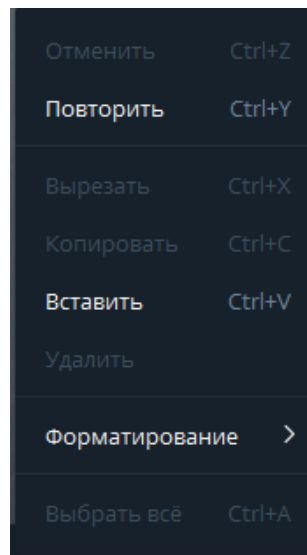 Отменить Ctrl+Z
Повторить Ctrl+Y
Вырезать Ctrl+X
Копировать Ctrl+C
Вставить Ctrl+V
Удалить
Форматирование
Выбрать всё Ctrl+A